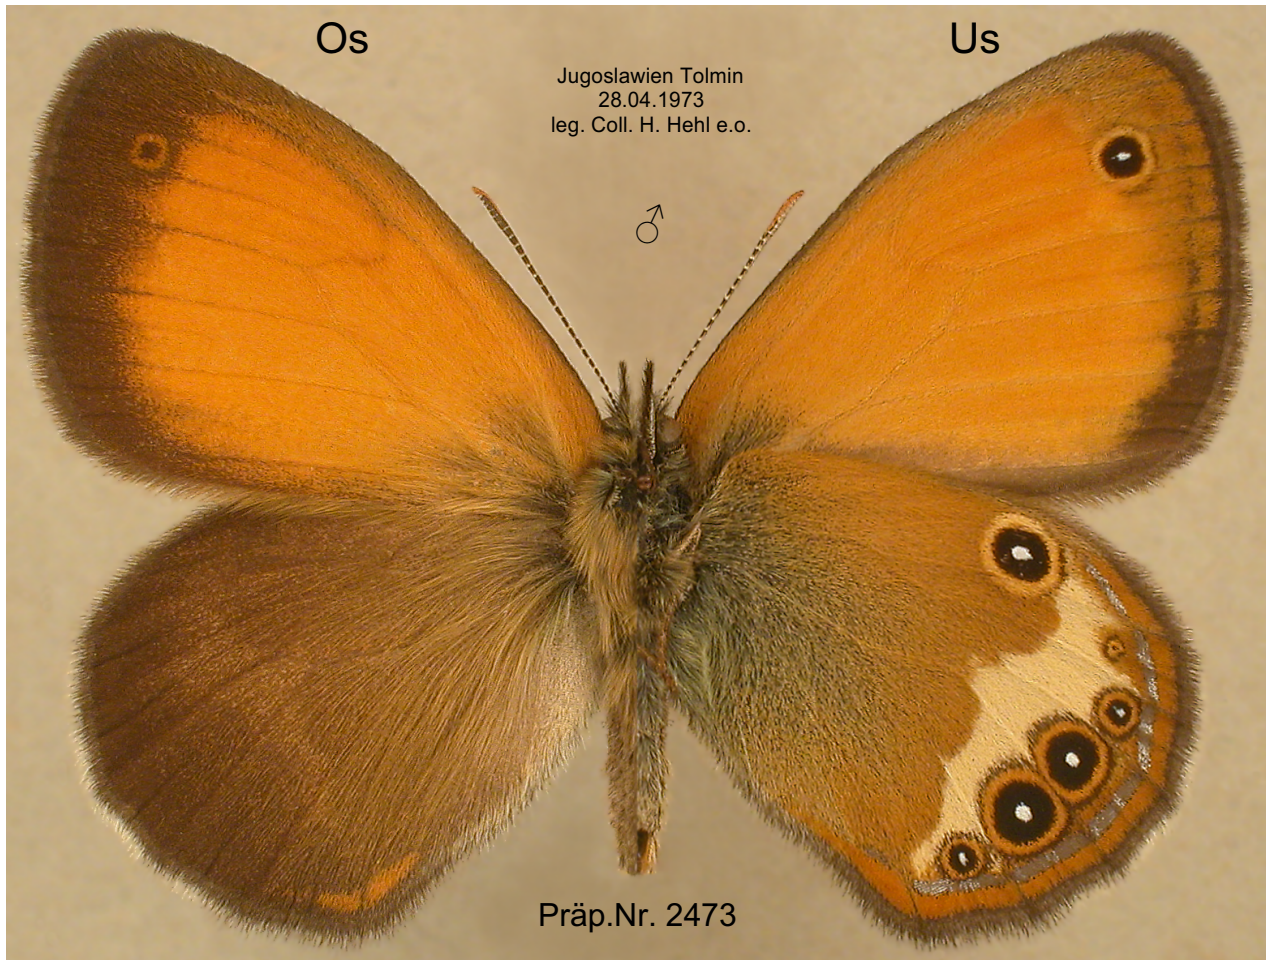 Os
Us
Jugoslawien Tolmin
28.04.1973
leg. Coll. H. Hehl e.o.
♂
Präp.Nr. 2473